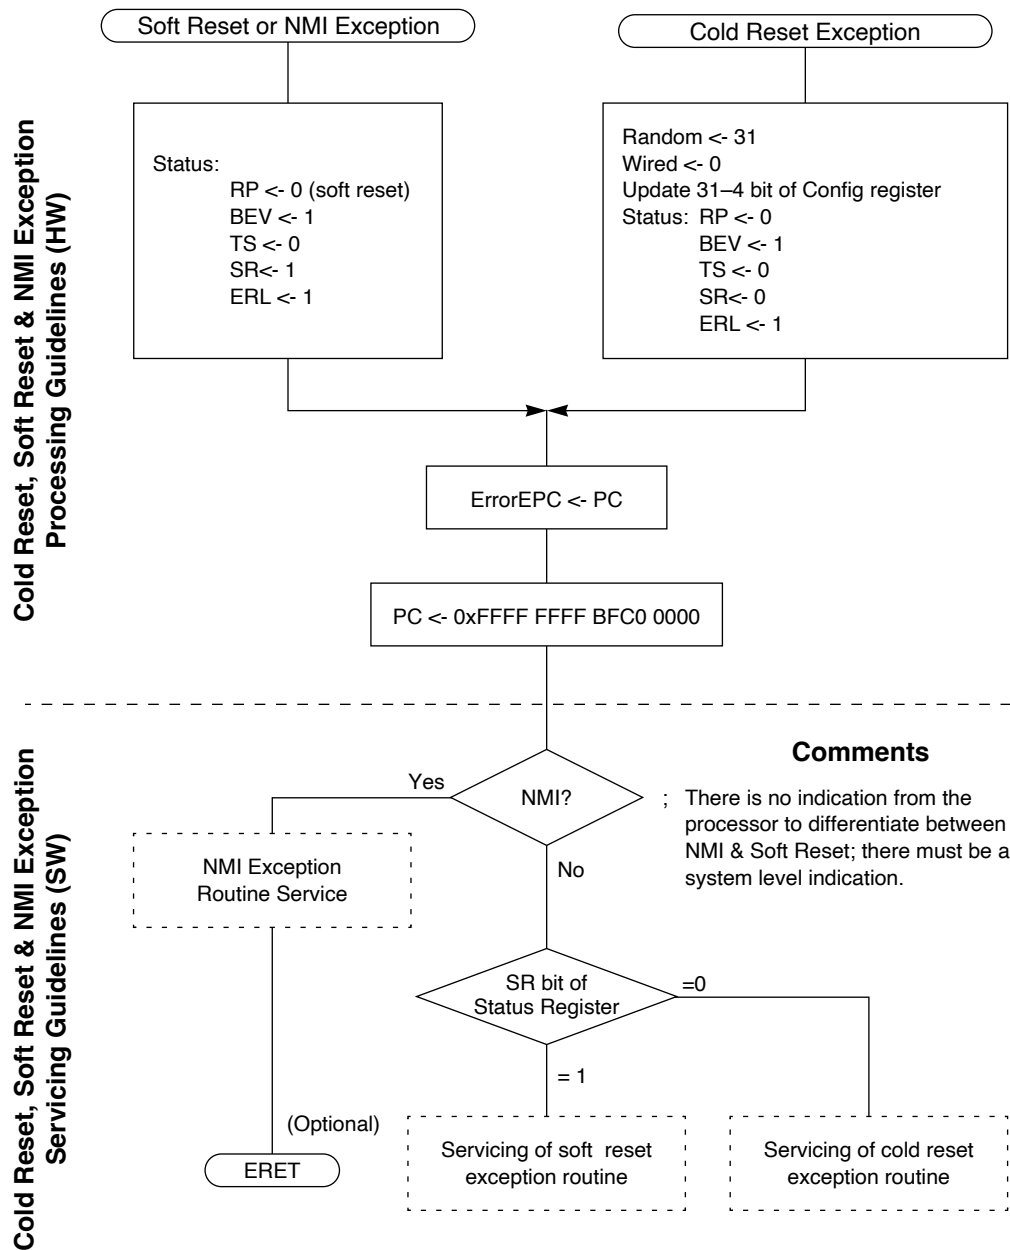 Soft Reset or NMI Exception
Cold Reset Exception
Cold Reset, Soft Reset & NMI Exception
Processing Guidelines (HW)
Status:
RP <- 0 (soft reset)
BEV <- 1
TS <- 0
SR<- 1
ERL <- 1
Random <- 31
Wired <- 0
Update 31–4 bit of Config register
Status: RP <- 0
BEV <- 1
TS <- 0
SR<- 0
ERL <- 1
ErrorEPC <- PC
PC <- 0xFFFF FFFF BFC0 0000
Cold Reset, Soft Reset & NMI Exception
Servicing Guidelines (SW)
Comments
Yes
NMI?
; There is no indication from the
processor to differentiate between
NMI & Soft Reset; there must be a
system level indication.
NMI Exception
Routine Service
No
SR bit of
Status Register
=0
= 1
(Optional)
ERET
Servicing of soft reset
exception routine
Servicing of cold reset
exception routine